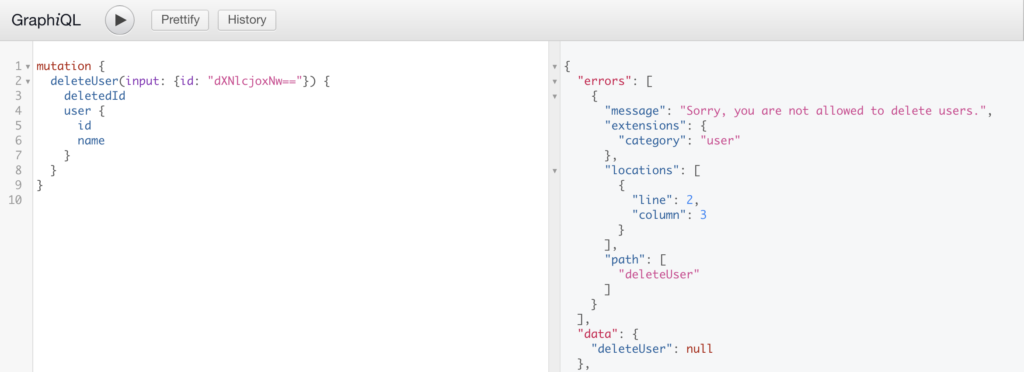 GraphiQL Prettify History
1 mutation {
2 deleteUser(input: {id: "dXNlcjoxNw=="}) {
3 deletedId
4 user {
5 id
6 name
7 }
8 }
9 }
10
{
"errors": [
{
"message": "Sorry, you are not allowed to delete users.",
"extensions": {
"category": "user"
},
"locations": [
{
"line": 2,
"column": 3
}
],
"path": [
"deleteUser"
]
}
],
"data": {
"deleteUser": null
},